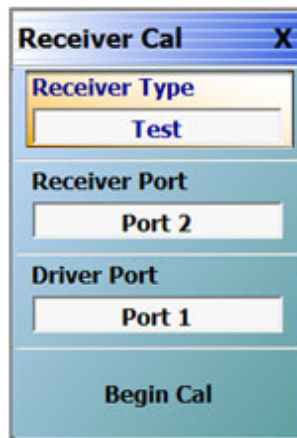 Receiver Cal X
Receiver Type
Test
Receiver Port
Port 2
Driver Port
Port 1
Begin Cal